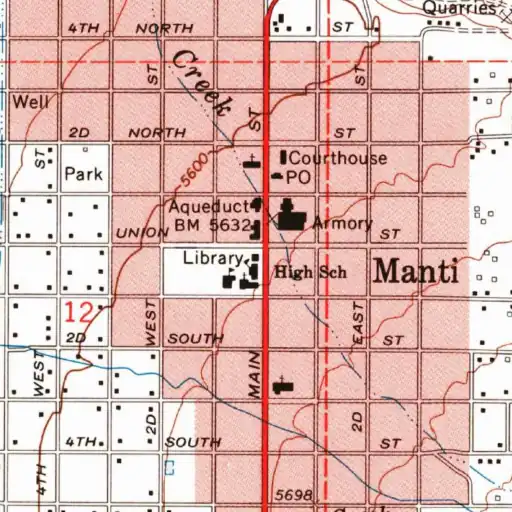 Quarries
4TH NORTH ST
ST
ST
Creek
Well
ST
2D NORTH ST
ST
Courthouse
Park
5600
PO
Aqueduct
BM 5632
Armory
UNION ST
Library
High Sch
Manti
12
WEST
EAST
2D SOUTH ST
WEST
MAIN
2D
2D
4TH SOUTH ST
4TH
5698